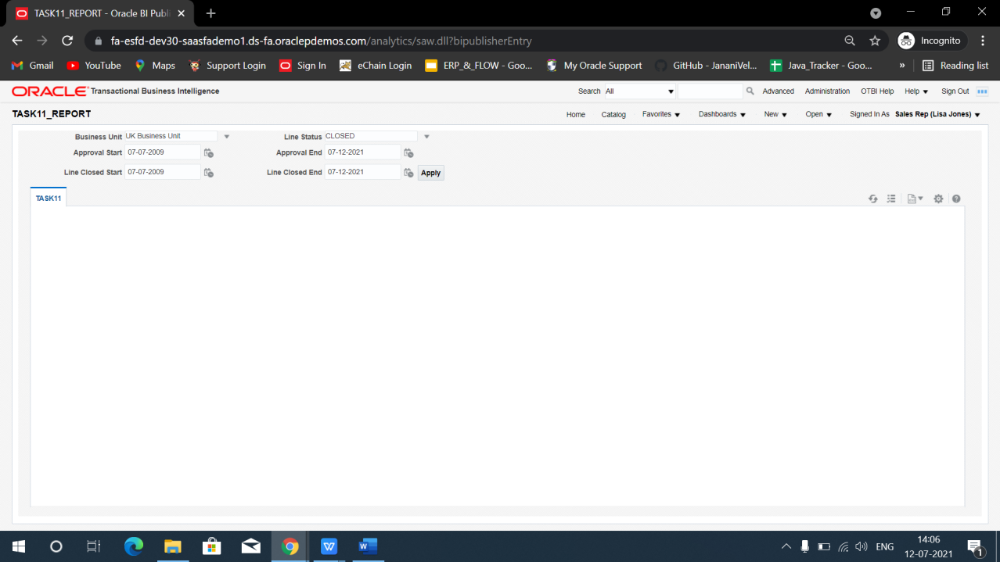 TASK11_REPORT - Oracle BI Publi
fa-esfd-dev30-saasfademo1.ds-fa.oraclepdemos.com/analytics/saw.dll?bipublisherEntry
Incognito
Gmail YouTube Maps Support Login Sign In eChain Login ERP_&_FLOW - Goo... My Oracle Support GitHub - JananiVel... Java_Tracker - Goo... » Reading list
ORACLE Transactional Business Intelligence
Search All Advanced Administration OTBI Help Help Sign Out
TASK11_REPORT
Home Catalog Favorites Dashboards New Open Signed In As Sales Rep (Lisa Jones)
Business Unit UK Business Unit Line Status CLOSED
Approval Start 07-07-2009 Approval End 07-12-2021
Line Closed Start 07-07-2009 Line Closed End 07-12-2021 Apply
TASK11
ENG
14:06
12-07-2021
1